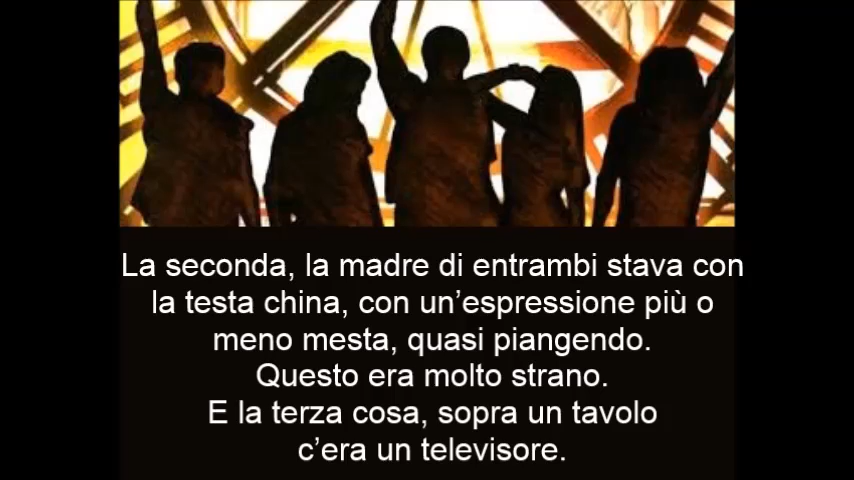 La seconda, la madre di entrambi stava con
la testa china, con un’espressione più o
meno mesta, quasi piangendo.
Questo era molto strano.
E la terza cosa, sopra un tavolo
c’era un televisore.